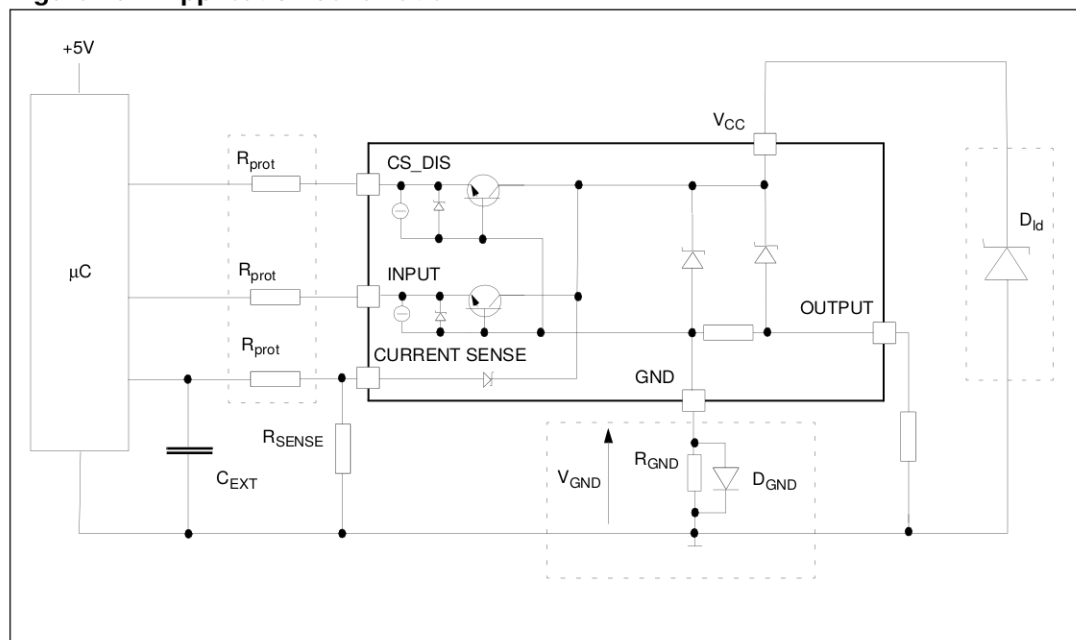 +5V
V_CC
R_prot
CS_DIS
D_ld
μC
R_prot
INPUT
OUTPUT
R_prot
CURRENT SENSE
GND
R_SENSE
C_EXT
V_GND
R_GND
D_GND